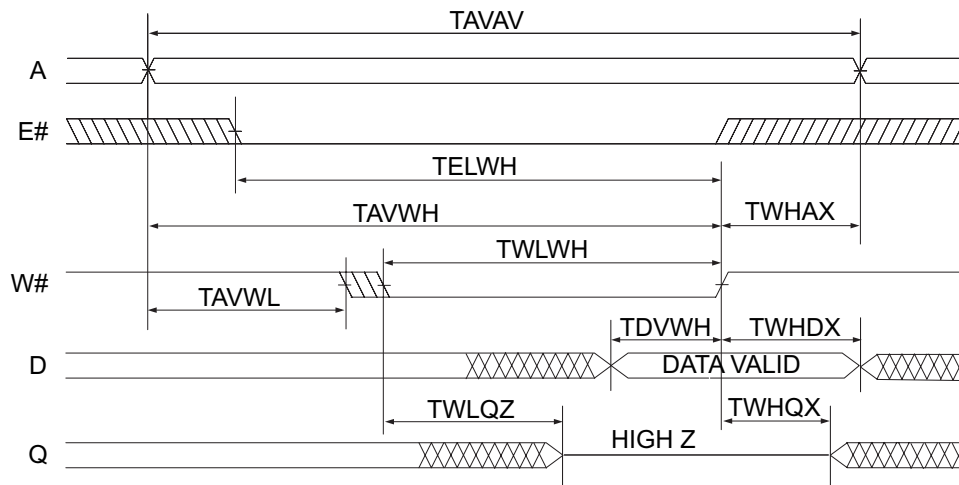 TAVAV
A
E#
TELWH
TAVWH
TWHAX
TWLWH
W#
TAVWL
TDVWH
TWHDX
D
DATA VALID
TWLQZ
TWHQX
Q
HIGH Z